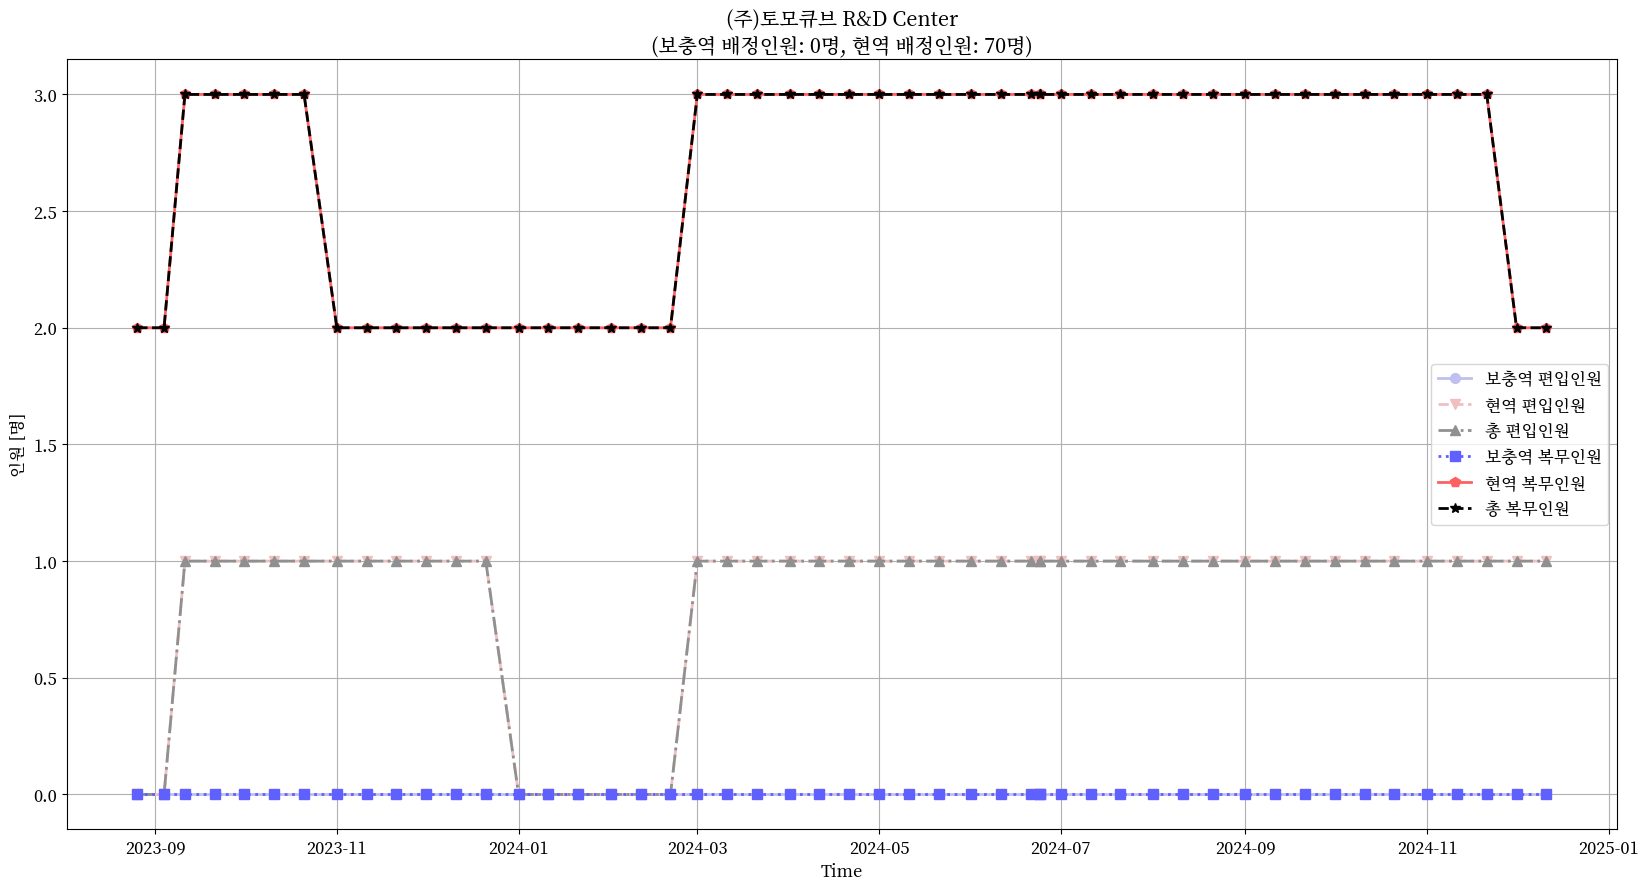 (주)토모큐브 R&D Center
(보충역 배정인원: 0명, 현역 배정인원: 70명)
3.0
2.5
2.0
1.5
1.0
0.5
0.0
인원 [명]
보충역 편입인원
현역 편입인원
총 편입인원
보충역 복무인원
현역 복무인원
총 복무인원
2023-09 2023-11 2024-01 2024-03 2024-05 2024-07 2024-09 2024-11 2025-01
Time